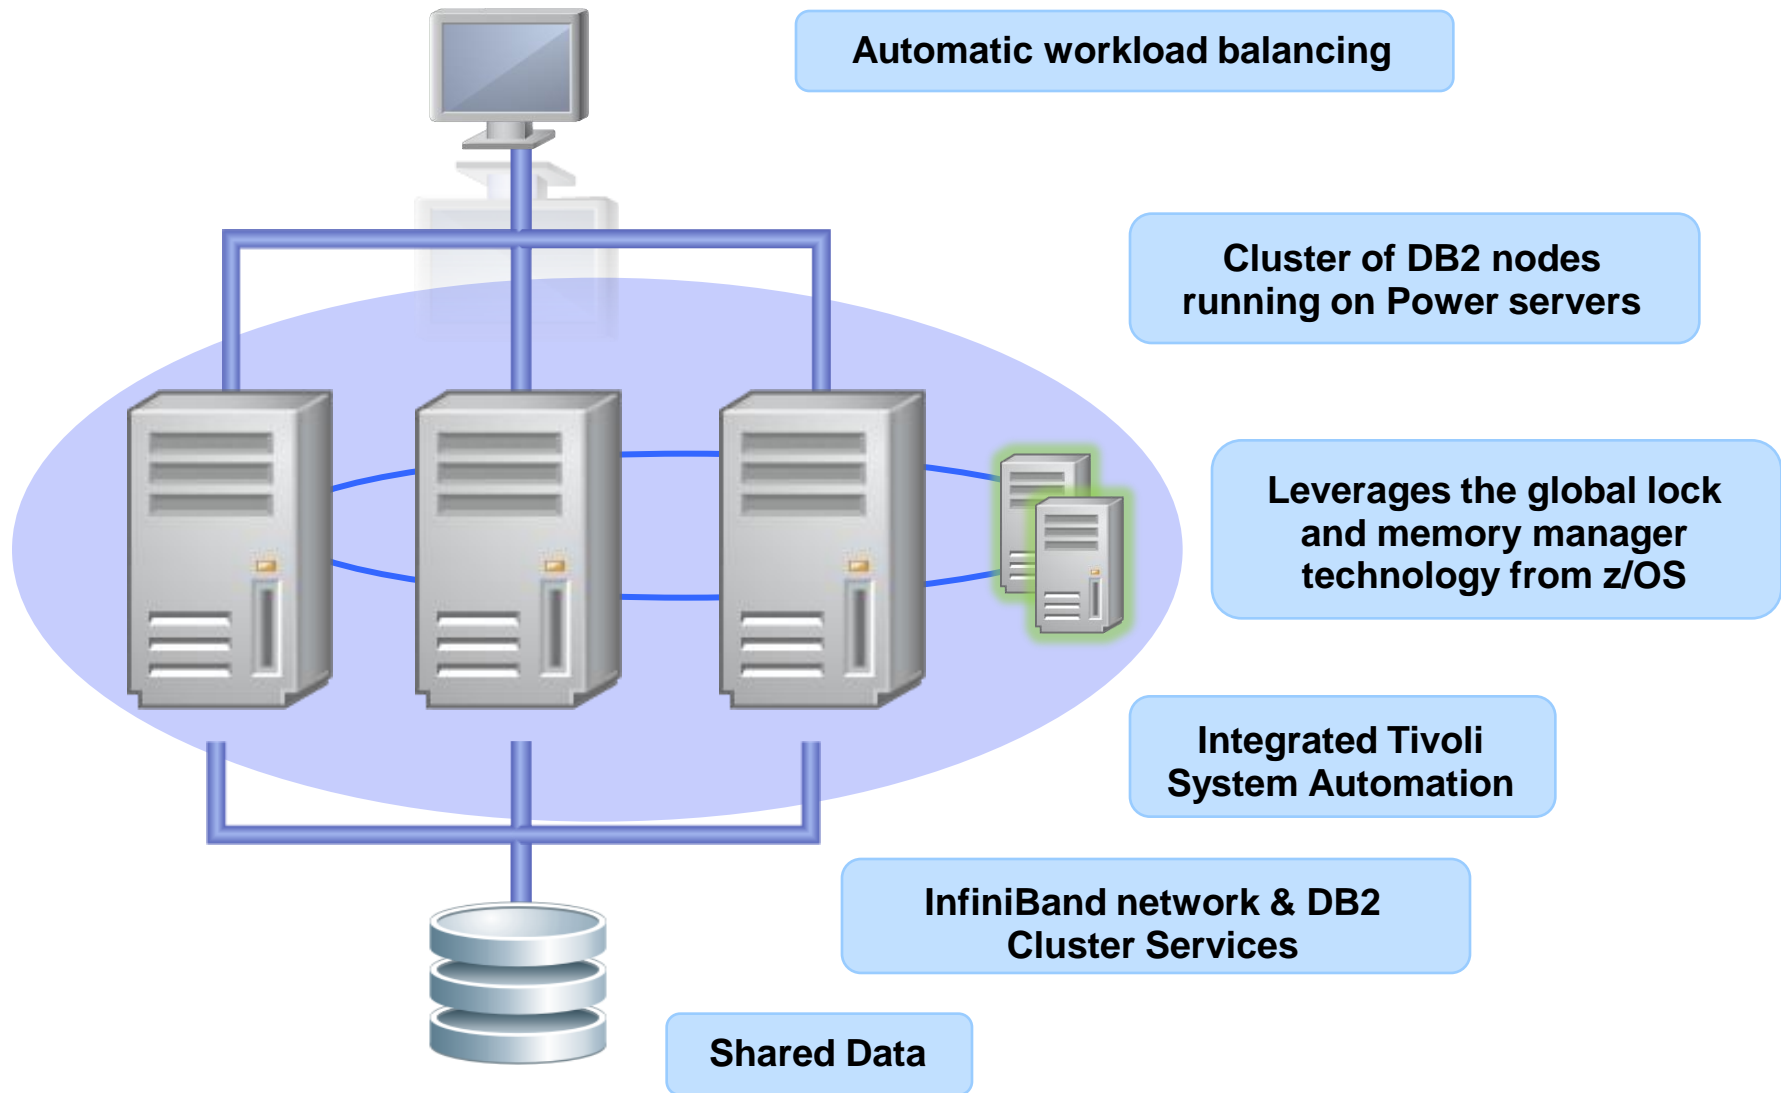 Automatic workload balancing
Cluster of DB2 nodes
running on Power servers
Leverages the global lock
and memory manager
technology from z/OS
Integrated Tivoli
System Automation
InfiniBand network & DB2
Cluster Services
Shared Data